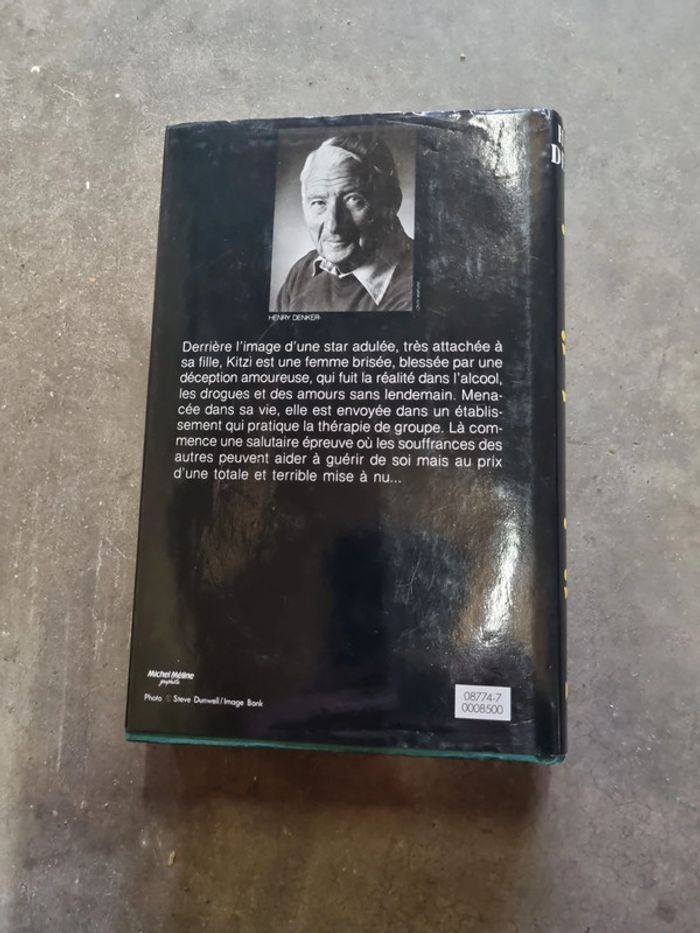 HENRY DENKER
Derrière l'image d'une star adulée, très attachée à
sa fille, Kitzi est une femme brisée, blessée par une
déception amoureuse, qui fuit la réalité dans l'alcool,
les drogues et des amours sans lendemain. Mena-
cée dans sa vie, elle est envoyée dans un établis-
sement qui pratique la thérapie de groupe. Là com-
mence une salutaire épreuve où les souffrances des
autres peuvent aider à guérir de soi mais au prix
d'une totale et terrible mise à nu...
Michel Méline
Photo © Steve Dunwell/Image Bank
08774-7
0008500